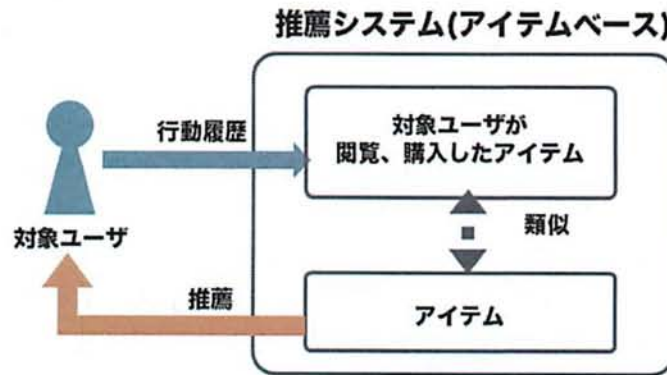 推薦システム(アイテムベース)
行動履歴
対象ユーザが
閲覧、購入したアイテム
対象ユーザ
類似
推薦
アイテム